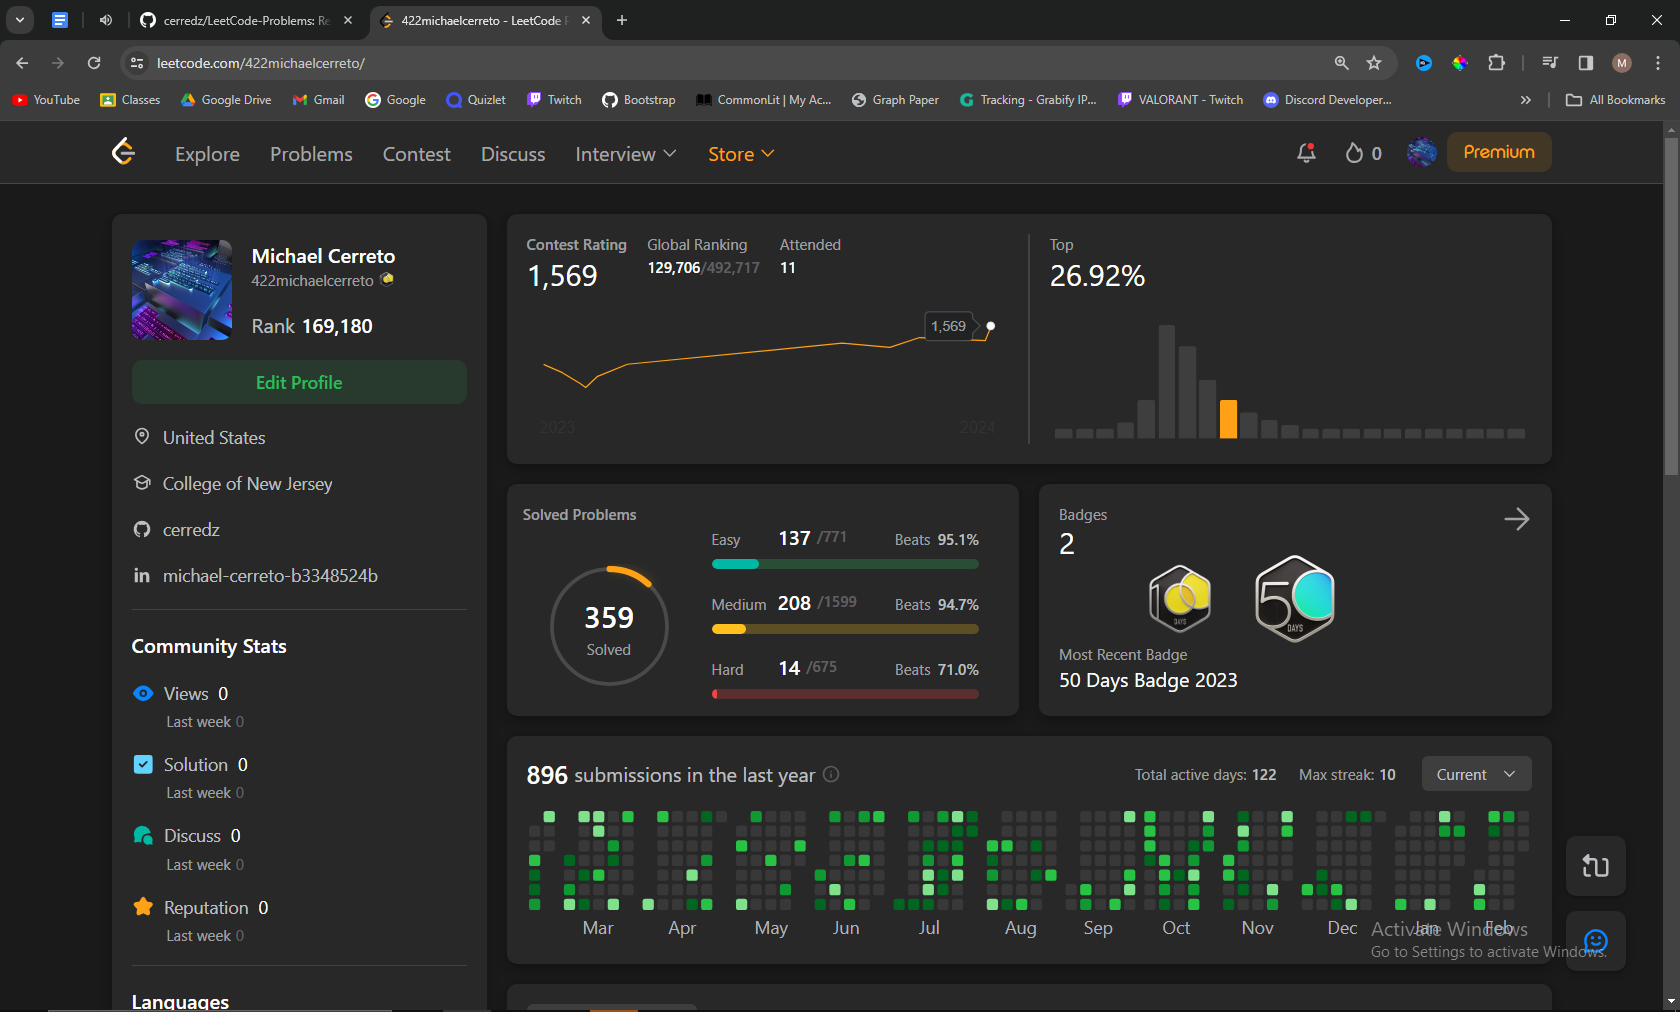 cerredz/LeetCode-Problems: Re
422michaelcerreto - LeetCode P
leetcode.com/422michaelcerreto/
M
YouTube Classes Google Drive Gmail Google Quizlet Twitch Bootstrap CommonLit | My Ac... Graph Paper Tracking - Grabify IP... VALORANT - Twitch Discord Developer... » All Bookmarks
Explore Problems Contest Discuss Interview Store 0 Premium
Michael Cerreto
422michaelcerreto
Rank 169,180
Edit Profile
United States
College of New Jersey
cerredz
in michael-cerreto-b3348524b
Community Stats
Views 0
Last week 0
Solution 0
Last week 0
Discuss 0
Last week 0
Reputation 0
Last week 0
Languages
Contest Rating Global Ranking Attended
1,569 129,706/492,717 11
1,569
2023 2024
Top
26.92%
Solved Problems
359
Solved
Easy 137 /771 Beats 95.1%
Medium 208 /1599 Beats 94.7%
Hard 14 /675 Beats 71.0%
Badges
2
100
DAYS
50
DAYS
Most Recent Badge
50 Days Badge 2023
896 submissions in the last year Total active days: 122 Max streak: 10 Current
Mar Apr May Jun Jul Aug Sep Oct Nov Dec Jan Feb
Activate Windows
Go to Settings to activate Windows.